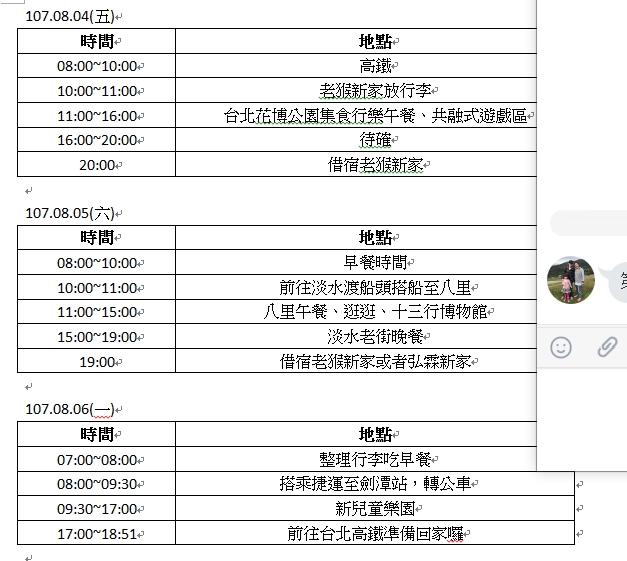 107.08.04(五)
時間 地點
08:00~10:00 高鐵
10:00~11:00 老猴新家放行李
11:00~16:00 台北花博公園集食行樂午餐、共融式遊戲區
16:00~20:00 待確
20:00 借宿老猴新家
107.08.05(六)
時間 地點
08:00~10:00 早餐時間
10:00~11:00 前往淡水渡船頭搭船至八里
11:00~15:00 八里午餐、逛逛、十三行博物館
15:00~19:00 淡水老街晚餐
19:00 借宿老猴新家或者弘霖新家
107.08.06(一)
時間 地點
07:00~08:00 整理行李吃早餐
08:00~09:30 搭乘捷運至劍潭站，轉公車
09:30~17:00 新兒童樂園
17:00~18:51 前往台北高鐵準備回家囉